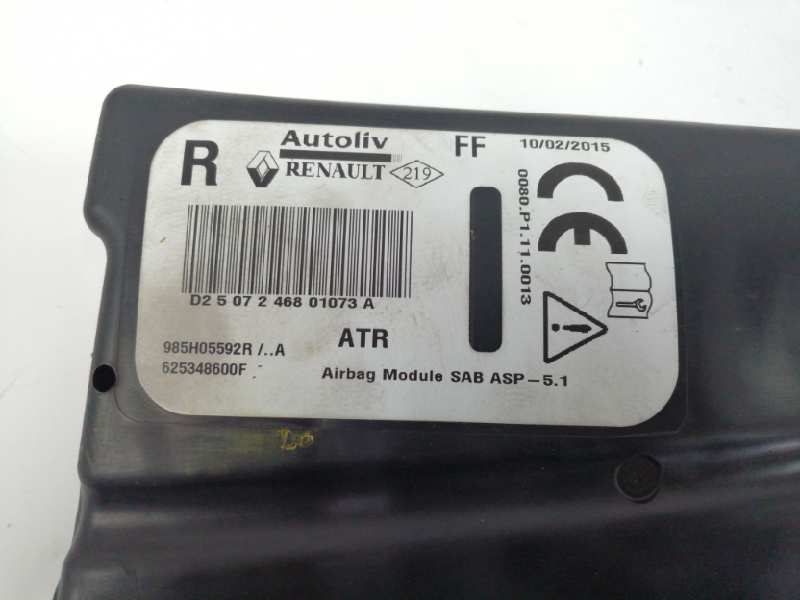 R
Autoliv
RENAULT
219
FF
10/02/2015
CE
0080.P1.11.0013
D2 5 07 2 468 01073 A
985H05592R /..A
ATR
625348600F
Airbag Module SAB ASP-5.1